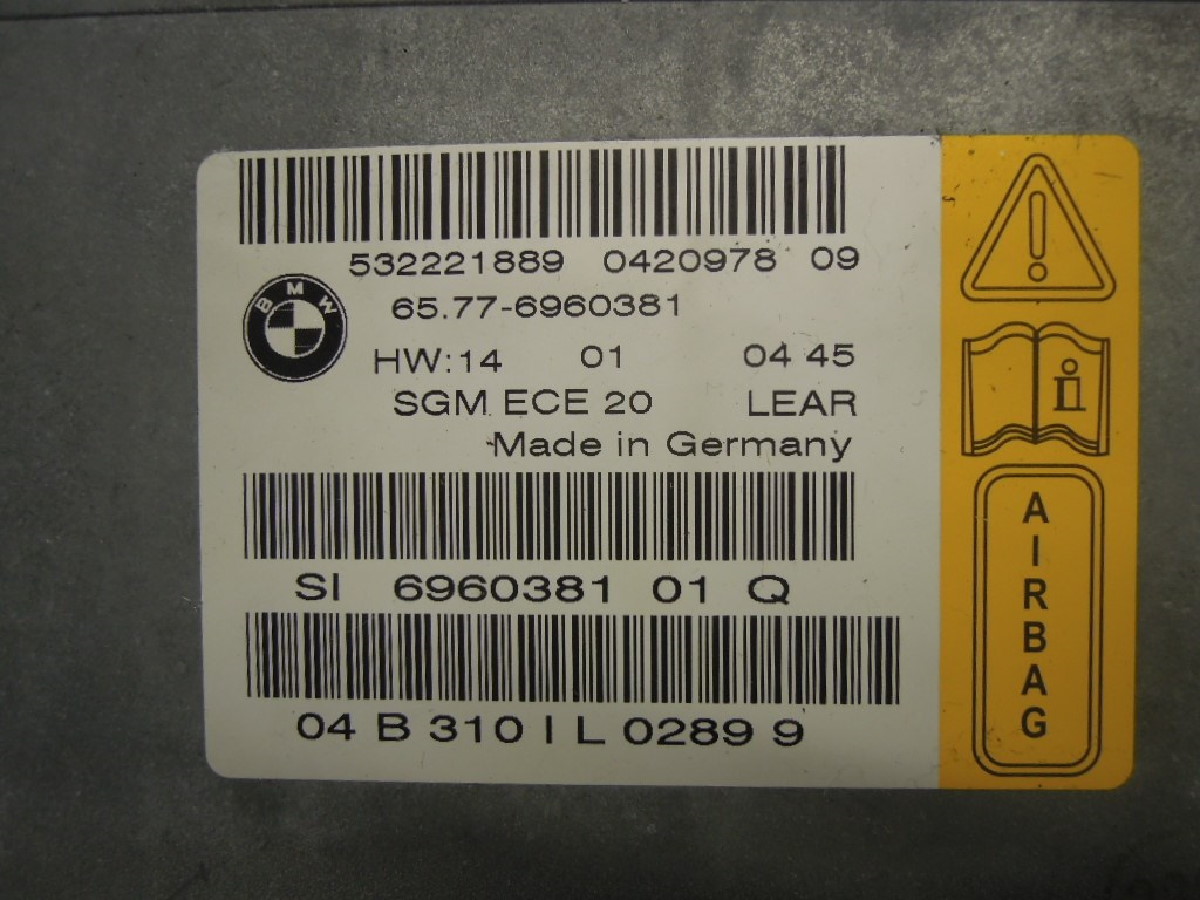 532221889 0420978 09
BMW
65.77-6960381
HW:14 01 04 45
SGM ECE 20 LEAR
Made in Germany
SI 6960381 01 Q
04 B 310 I L 0289 9
!
i
AIRBAG